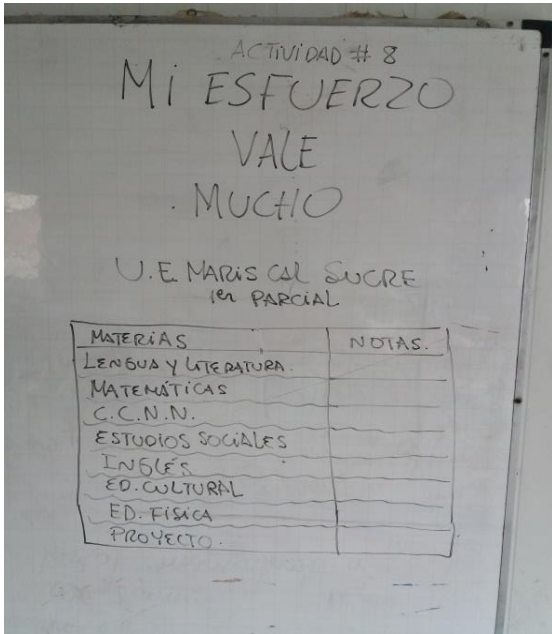 ACTIVIDAD # 8
Mi ESFUERZO
VALE
MUCHO
U.E. MARISCAL SUCRE
1er PARCIAL
MATERIAS NOTAS.
LENGUA Y LITERATURA.
MATEMÁTICAS
C.C.N.N.
ESTUDIOS SOCIALES
INGLÉS
ED. CULTURAL
ED. FÍSICA
PROYECTO.